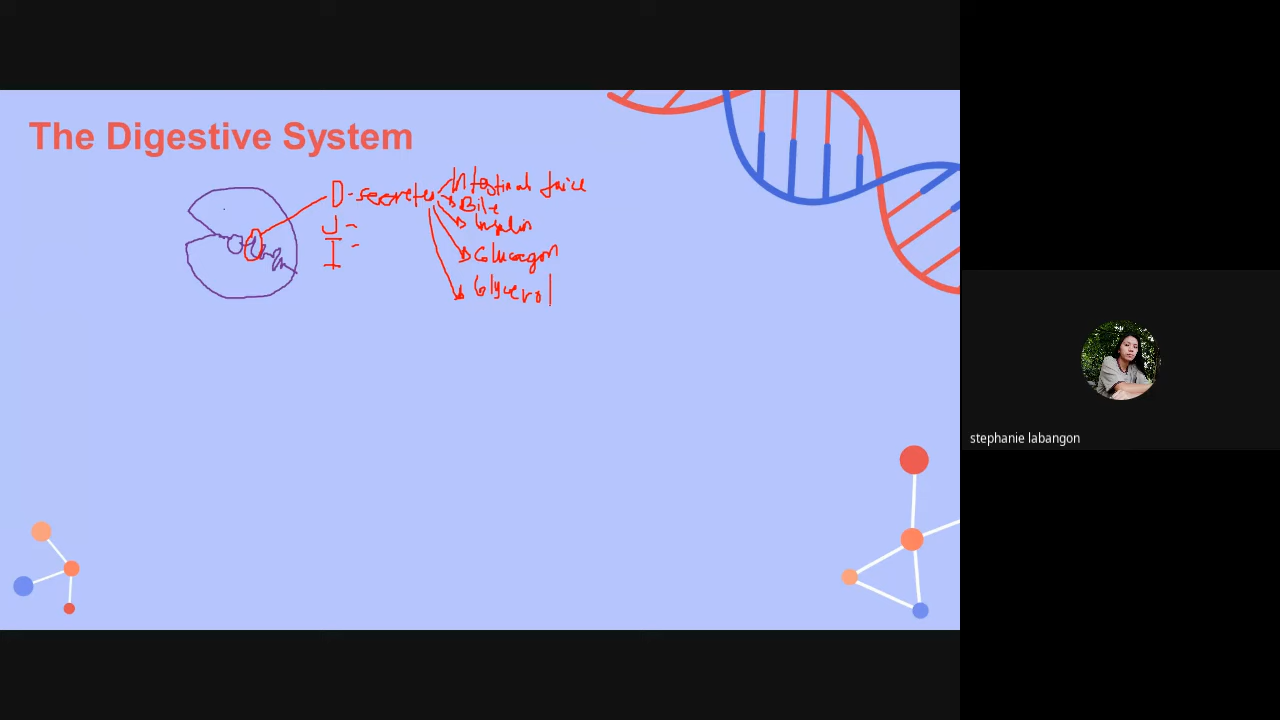 The Digestive System
D-secretes
Intestinal Juice
Bile
Insulin
J-
Glucagon
I-
Glycerol
stephanie labangon